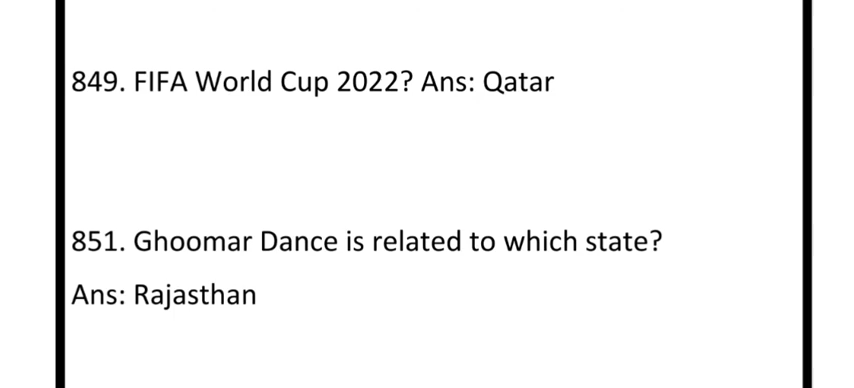 849. FIFA World Cup 2022? Ans: Qatar
851. Ghoomar Dance is related to which state?
Ans: Rajasthan